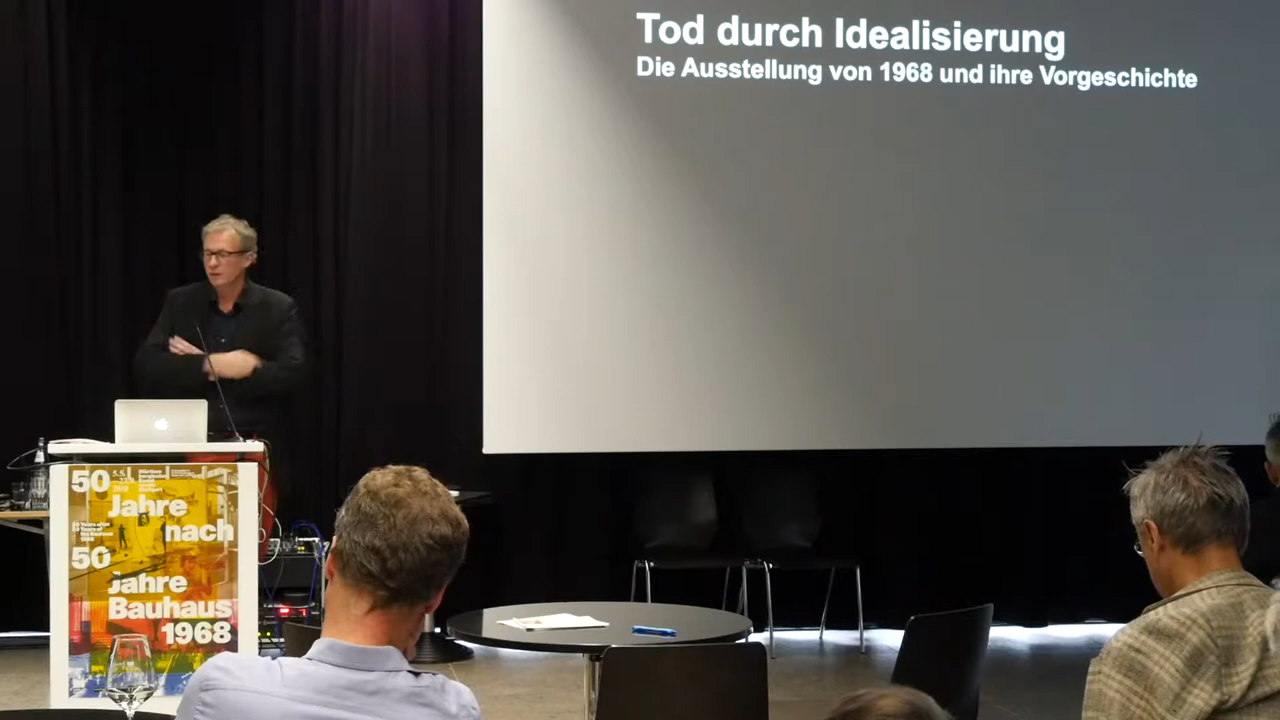 Tod durch Idealisierung
Die Ausstellung von 1968 und ihre Vorgeschichte
50
Jahre
nach
50
Jahre
Bauhaus
1968